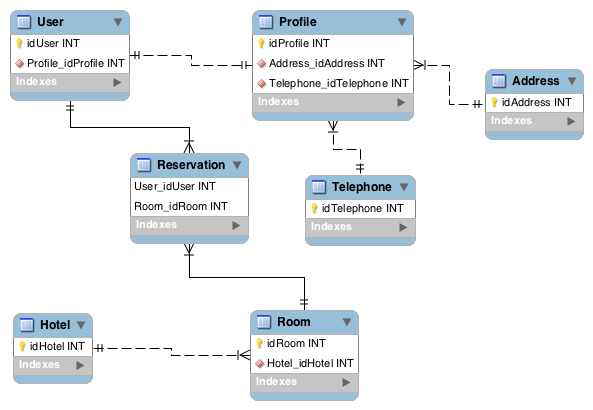 User
idUser INT
Profile_idProfile INT
Indexes
Profile
idProfile INT
Address_idAddress INT
Telephone_idTelephone INT
Indexes
Address
idAddress INT
Indexes
Reservation
User_idUser INT
Room_idRoom INT
Indexes
Telephone
idTelephone INT
Indexes
Hotel
idHotel INT
Indexes
Room
idRoom INT
Hotel_idHotel INT
Indexes